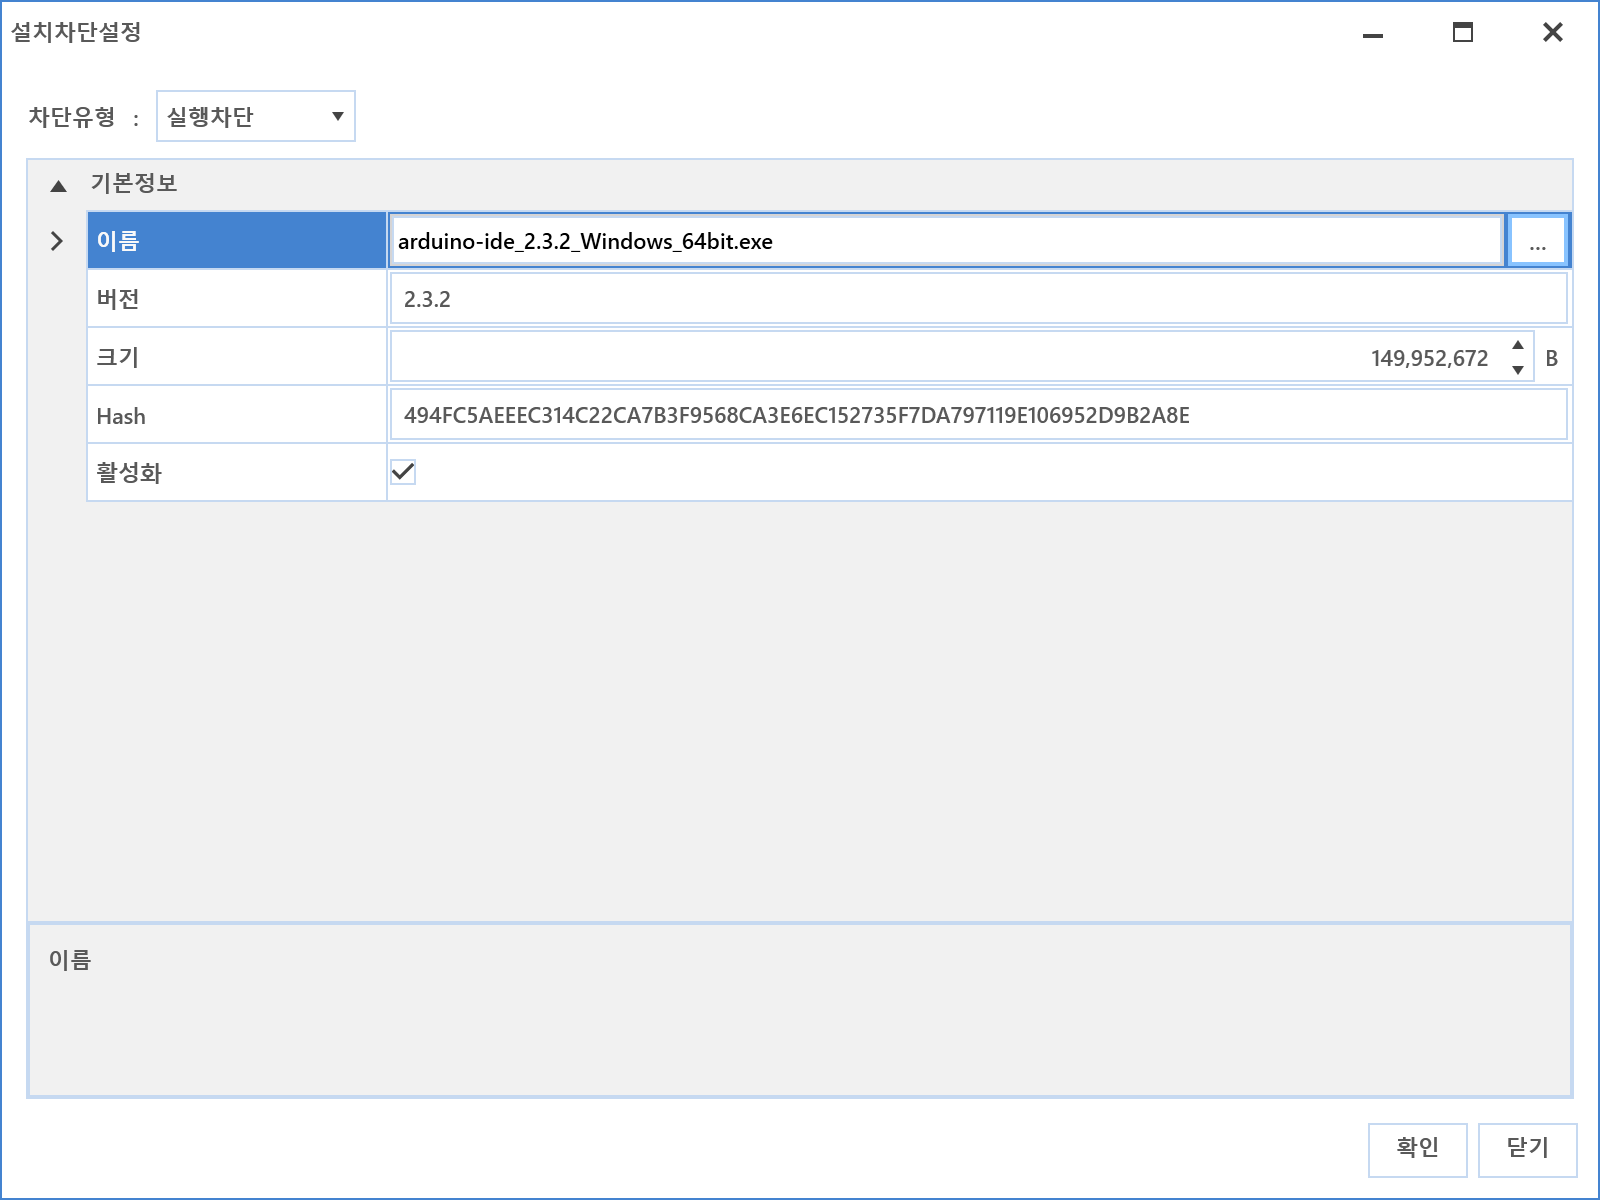 설치차단설정
차단유형 : 실행차단
기본정보
이름 arduino-ide_2.3.2_Windows_64bit.exe ...
버전 2.3.2
크기 149,952,672 B
Hash 494FC5AEEEC314C22CA7B3F9568CA3E6EC152735F7DA797119E106952D9B2A8E
활성화
이름
확인 닫기